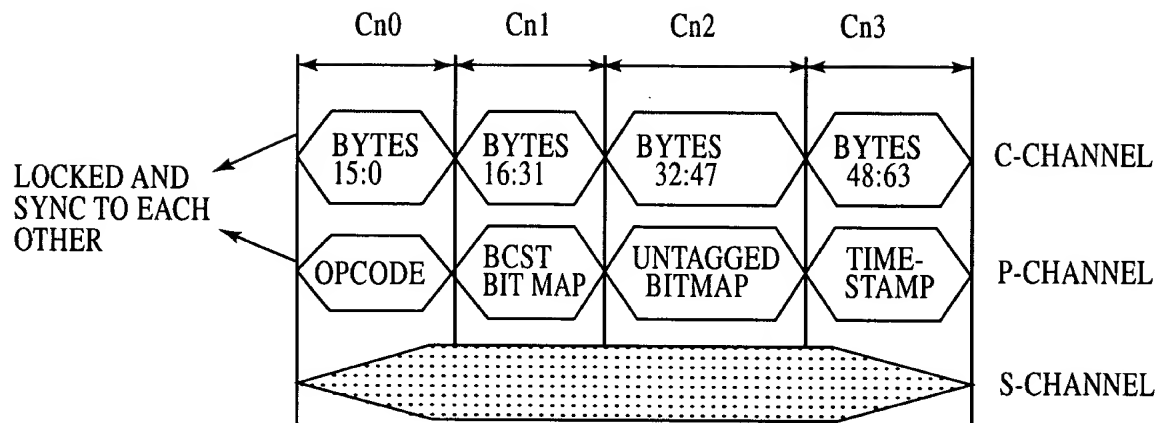 Cn0 Cn1 Cn2 Cn3
BYTES 15:0
BYTES 16:31
BYTES 32:47
BYTES 48:63
C-CHANNEL
LOCKED AND
SYNC TO EACH
OTHER
OPCODE
BCST
BIT MAP
UNTAGGED
BITMAP
TIME-
STAMP
P-CHANNEL
S-CHANNEL